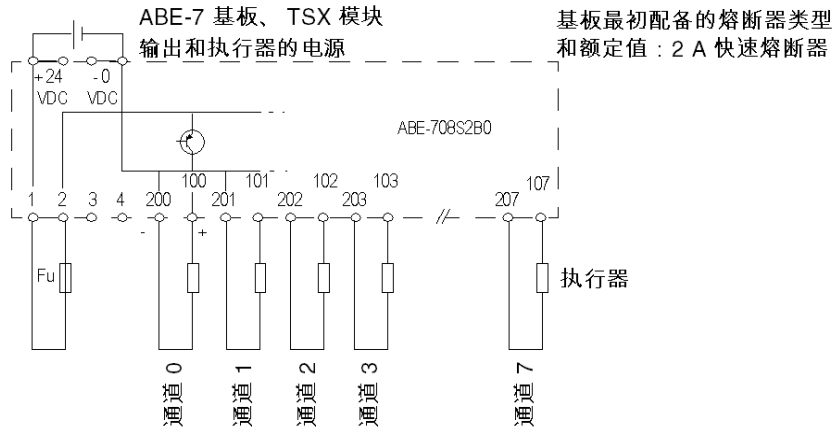 ABE-7 基板、 TSX 模块
输出和执行器的电源
基板最初配备的熔断器类型
和额定值：2 A 快速熔断器
+24 -0
VDC VDC
ABE-708S2B0
100 101 102 103 107
1 2 3 4 200 201 202 203 207
- +
Fu
执行器
通道 0
通道 1
通道 2
通道 3
通道 7